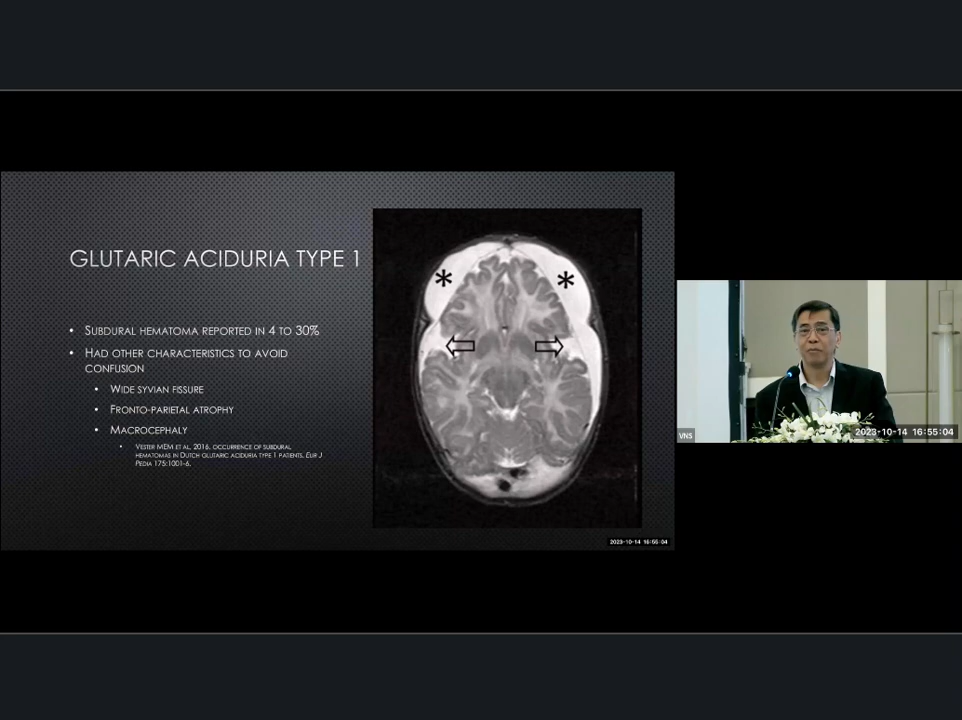 GLUTARIC ACIDURIA TYPE 1
• SUBDURAL HEMATOMA REPORTED IN 4 TO 30%
• HAD OTHER CHARACTERISTICS TO AVOID
CONFUSION
• WIDE SYVIAN FISSURE
• FRONTO-PARIETAL ATROPHY
• MACROCEPHALY
• VESTER MEM ET AL. 2016. OCCURRENCE OF SUBDURAL
HEMATOMAS IN DUTCH GLUTARIC ACIDURIA TYPE 1 PATIENTS. EUR J
PEDIA 175:1001-6.
* *
2023-10-14 16:55:04
VNS
2023-10-14 16:55:04